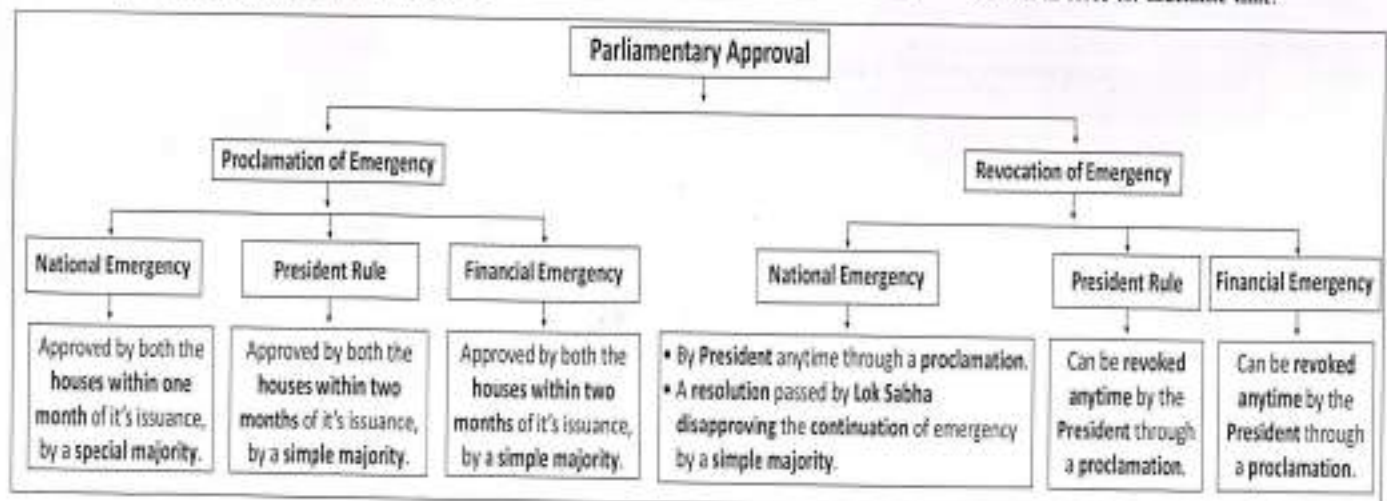 Parliamentary Approval
Proclamation of Emergency
Revocation of Emergency
National Emergency
President Rule
Financial Emergency
National Emergency
President Rule
Financial Emergency
Approved by both the
houses within one
month of it's issuance,
by a special majority.
Approved by both the
houses within two
months of it's issuance,
by a simple majority.
Approved by both the
houses within two
months of it's issuance,
by a simple majority.
• By President anytime through a proclamation.
• A resolution passed by Lok Sabha
disapproving the continuation of emergency
by a simple majority.
Can be revoked
anytime by the
President through
a proclamation.
Can be revoked
anytime by the
President through
a proclamation.